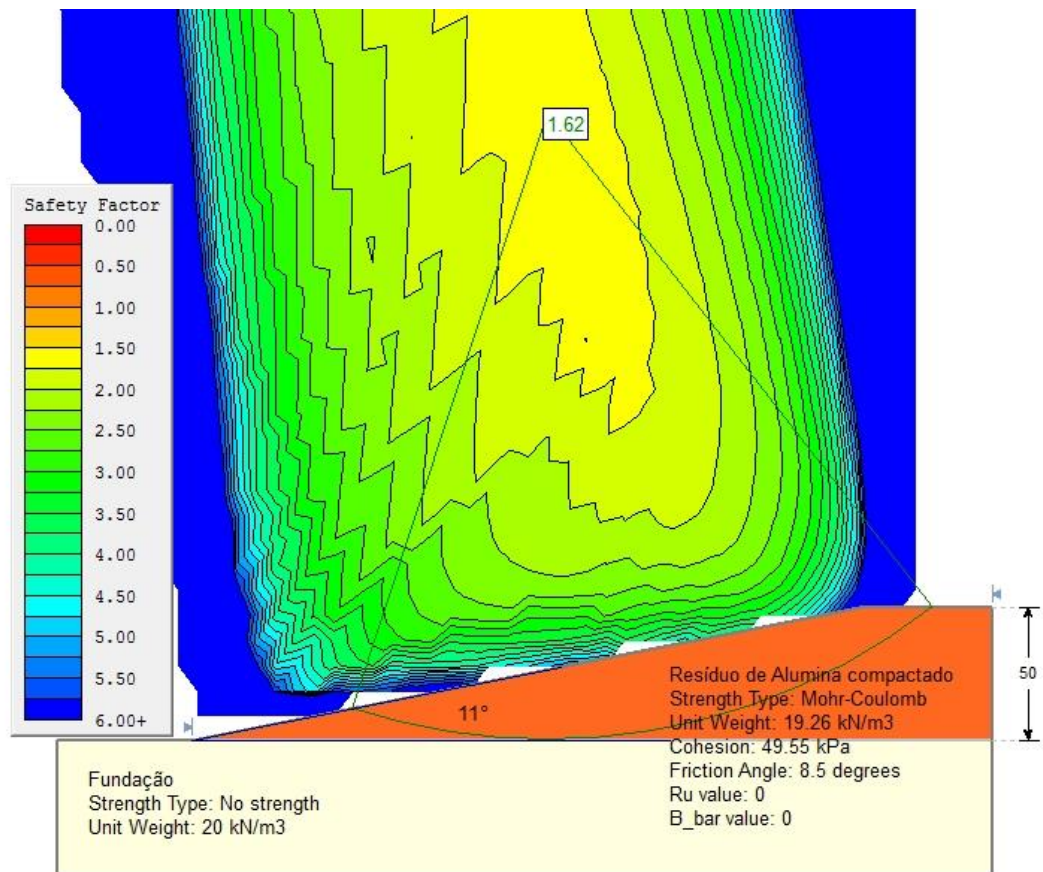 1.62
Safety Factor
0.00
0.50
1.00
1.50
2.00
2.50
3.00
3.50
4.00
4.50
5.00
5.50
6.00+
11°
50
Resíduo de Alumina compactado
Strength Type: Mohr-Coulomb
Unit Weight: 19.26 kN/m3
Cohesion: 49.55 kPa
Friction Angle: 8.5 degrees
Ru value: 0
B_bar value: 0
Fundação
Strength Type: No strength
Unit Weight: 20 kN/m3